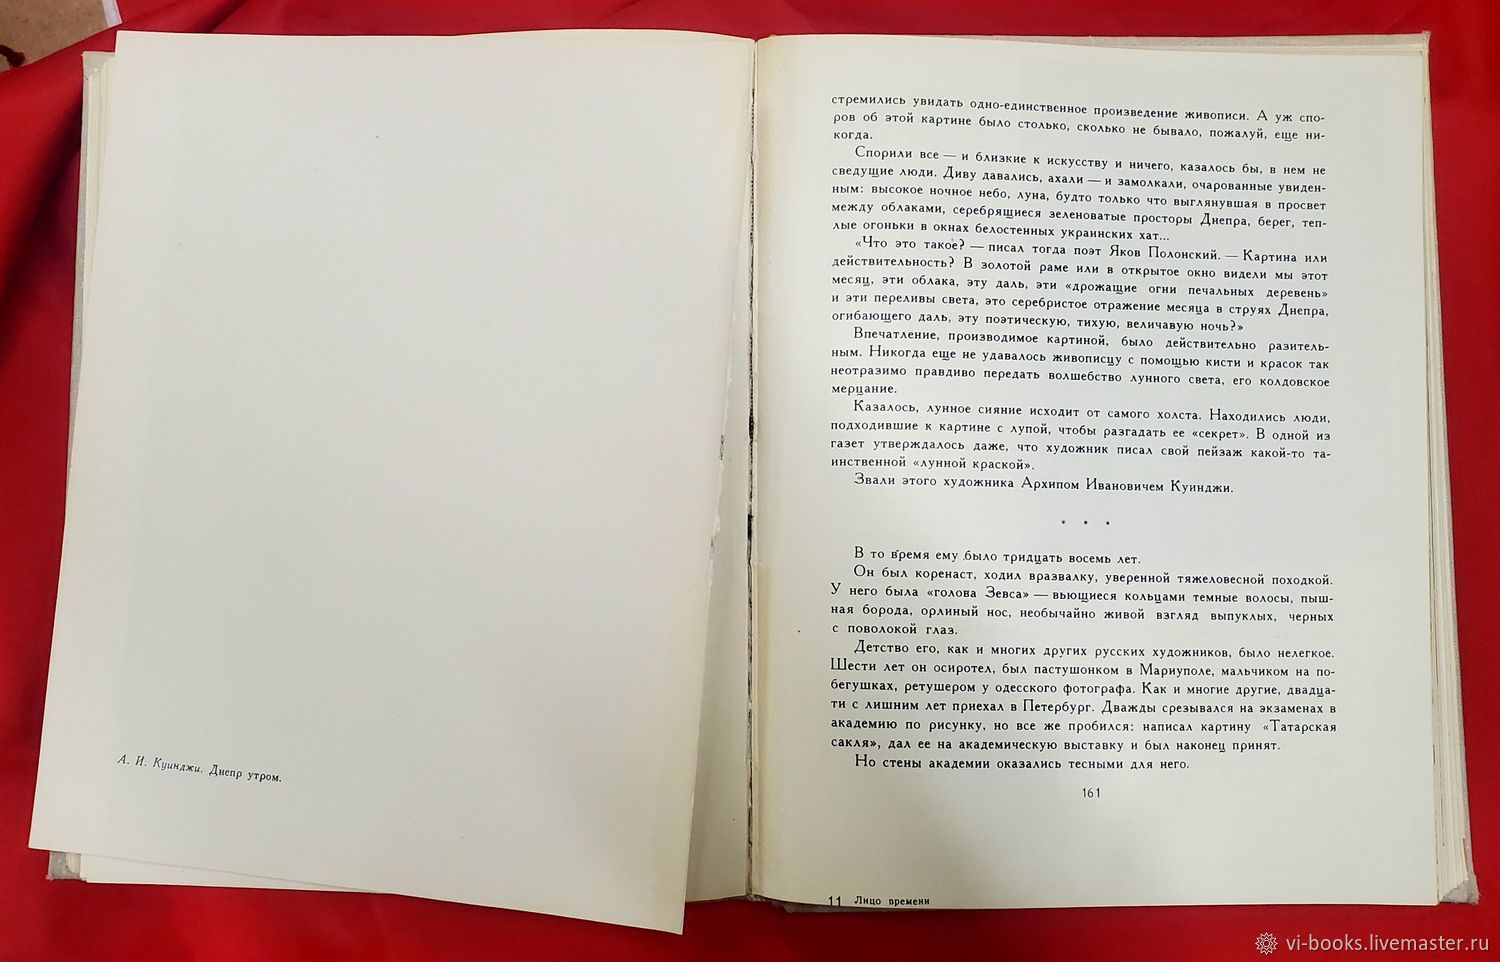 А. И. Куинджи. Днепр утром.
стремились увидать одно-единственное произведение живописи. А уж спо-
ров об этой картине было столько, сколько не бывало, пожалуй, еще ни-
когда.
Спорили все — и близкие к искусству и ничего, казалось бы, в нем не
сведущие люди. Диву давались, ахали — и замолкали, очарованные увиден-
ным: высокое ночное небо, луна, будто только что выглянувшая в просвет
между облаками, серебрящиеся зеленоватые просторы Днепра, берег, теп-
лые огоньки в окнах белостенных украинских хат...
«Что это такое? — писал тогда поэт Яков Полонский. — Картина или
действительность? В золотой раме или в открытое окно видели мы этот
месяц, эти облака, эту даль, эти «дрожащие огни печальных деревень»
и эти переливы света, это серебристое отражение месяца в струях Днепра,
огибающего даль, эту поэтическую, тихую, величавую ночь?»
Впечатление, производимое картиной, было действительно разитель-
ным. Никогда еще не удавалось живописцу с помощью кисти и красок так
неотразимо правдиво передать волшебство лунного света, его колдовское
мерцание.
Казалось, лунное сияние исходит от самого холста. Находились люди,
подходившие к картине с лупой, чтобы разгадать ее «секрет». В одной из
газет утверждалось даже, что художник писал свой пейзаж какой-то та-
инственной «лунной краской».
Звали этого художника Архипом Ивановичем Куинджи.
* * *
В то время ему было тридцать восемь лет.
Он был коренаст, ходил вразвалку, уверенной тяжеловесной походкой.
У него была «голова Зевса» — вьющиеся кольцами темные волосы, пыш-
ная борода, орлиный нос, необычайно живой взгляд выпуклых, черных
с поволокой глаз.
Детство его, как и многих других русских художников, было нелегкое.
Шести лет он осиротел, был пастушонком в Мариуполе, мальчиком на по-
бегушках, ретушером у одесского фотографа. Как и многие другие, двадца-
ти с лишним лет приехал в Петербург. Дважды срезывался на экзаменах в
академию по рисунку, но все же пробился: написал картину «Татарская
сакля», дал ее на академическую выставку и был наконец принят.
Но стены академии оказались тесными для него.
161
11 Лицо времени
vi-books.livemaster.ru